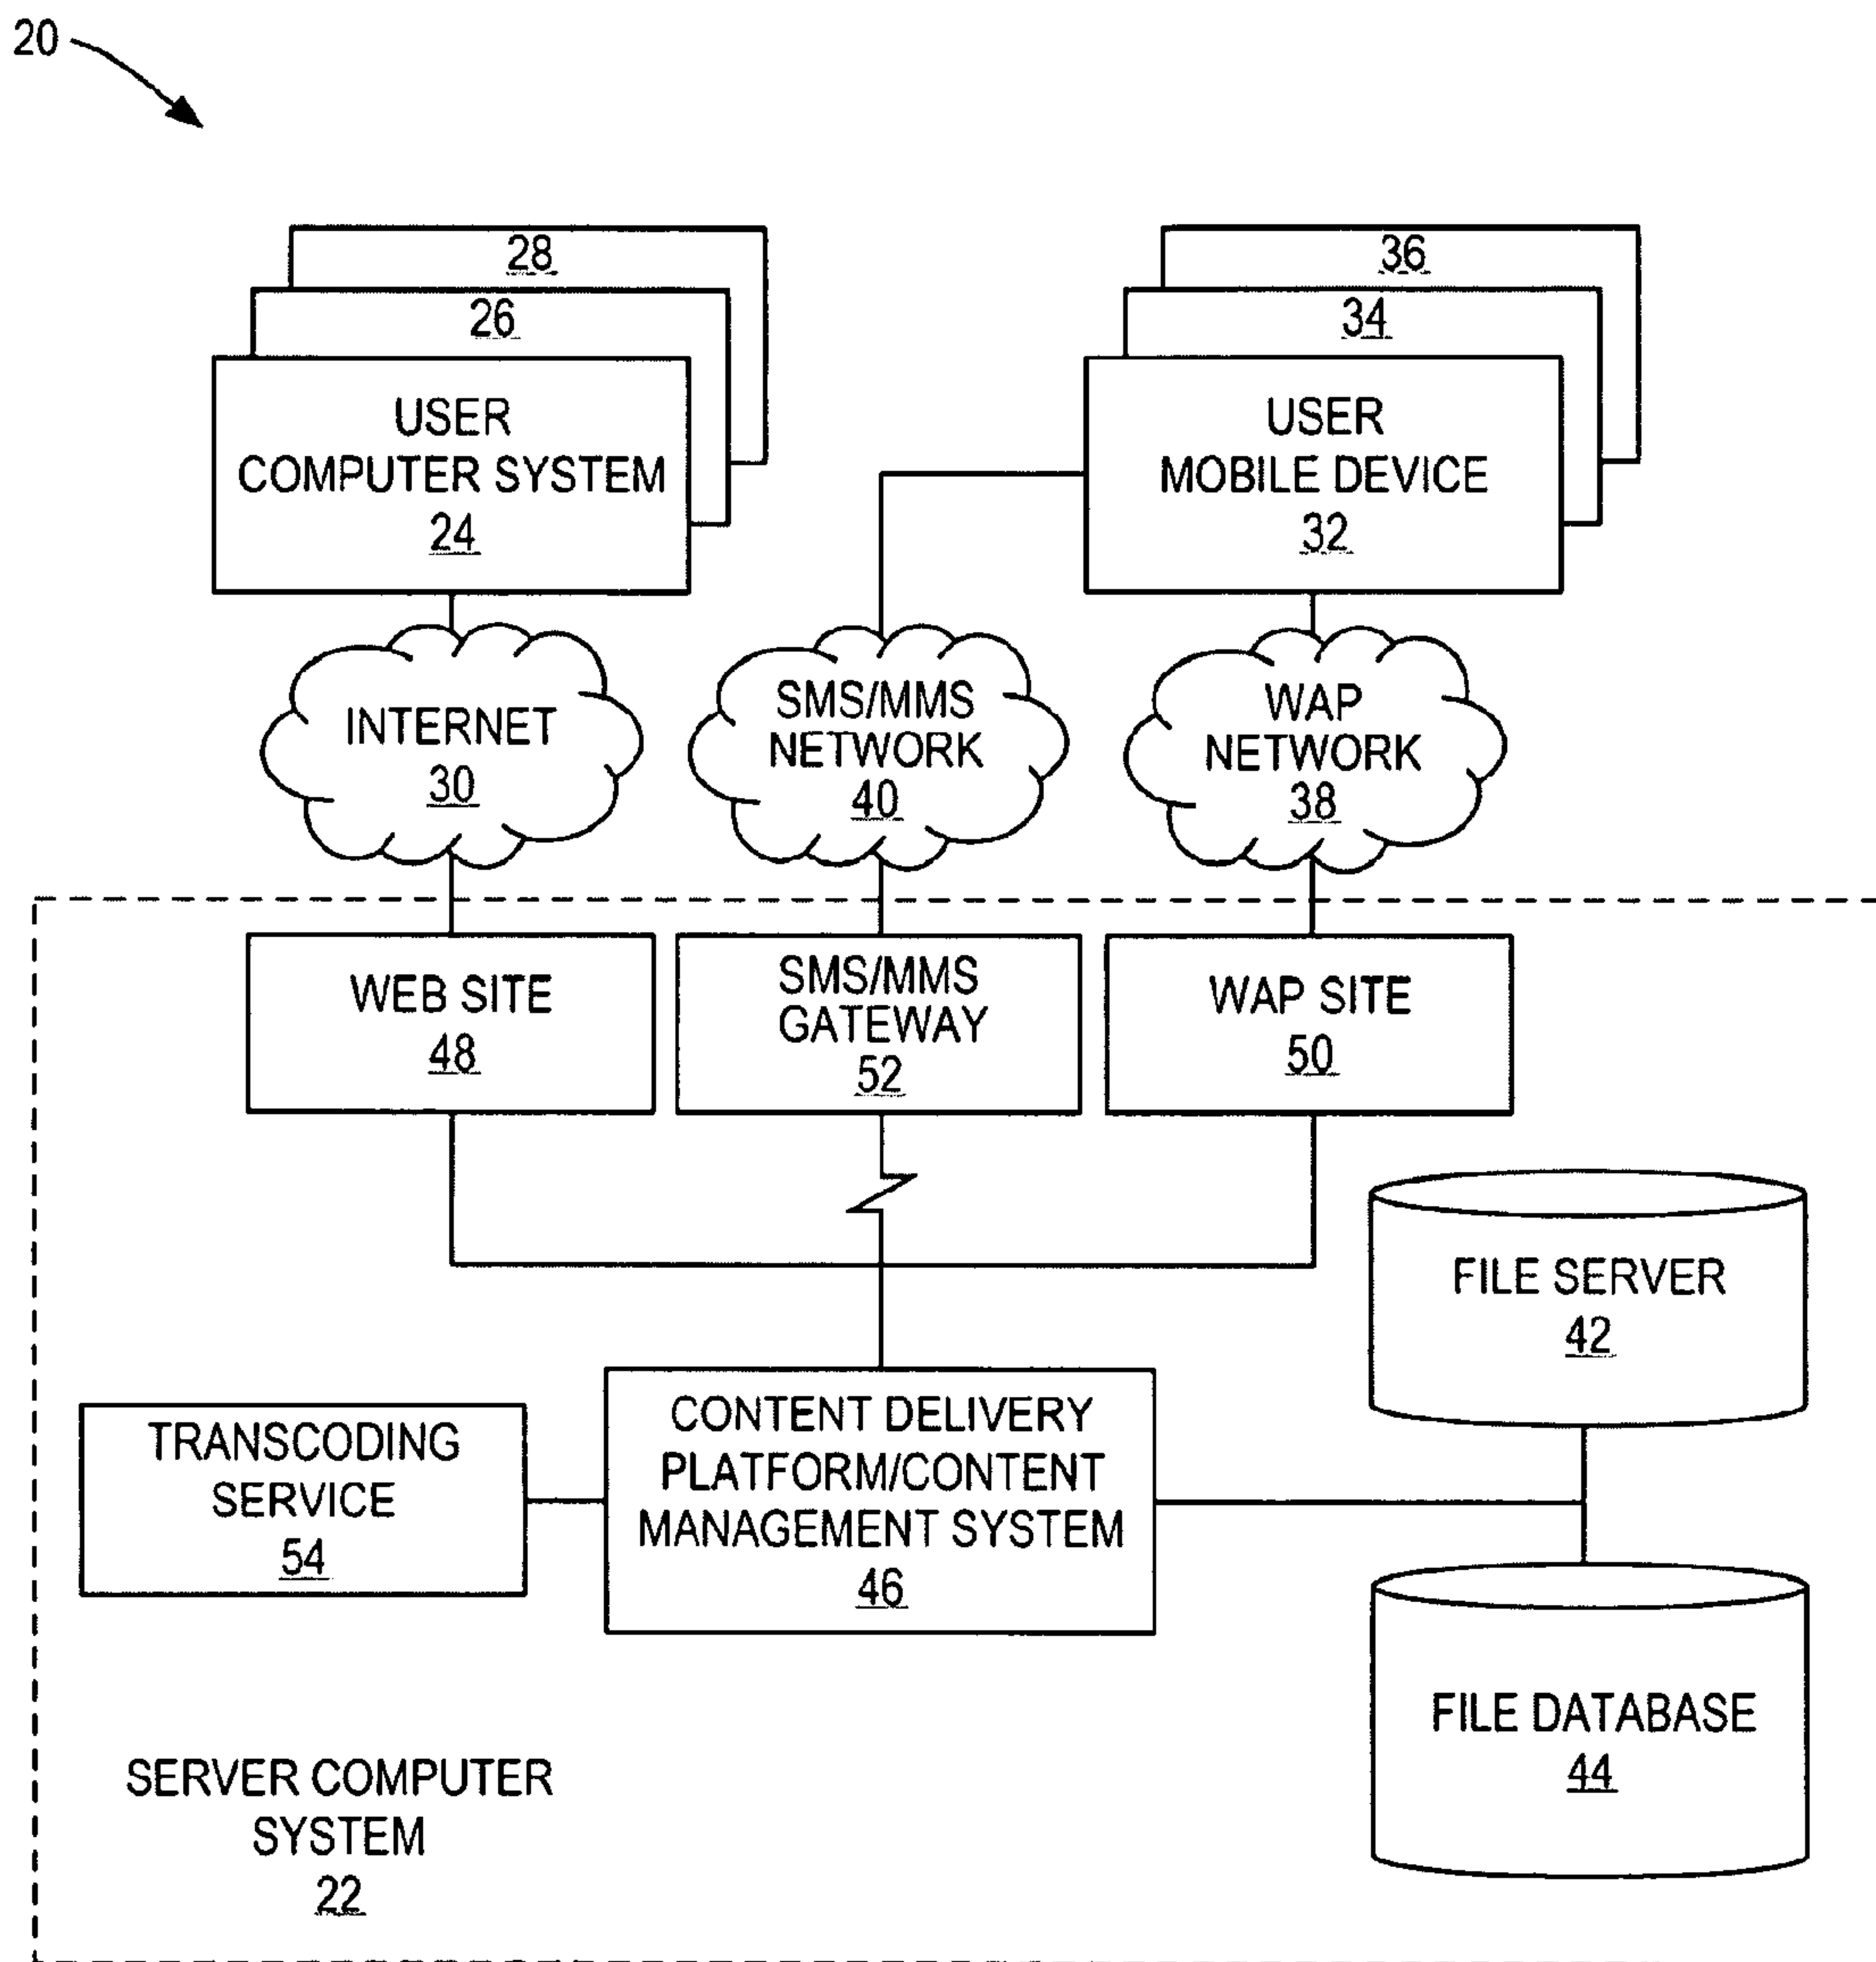 20
28
26
USER
COMPUTER SYSTEM
24
36
34
USER
MOBILE DEVICE
32
INTERNET
30
SMS/MMS
NETWORK
40
WAP
NETWORK
38
WEB SITE
48
SMS/MMS
GATEWAY
52
WAP SITE
50
FILE SERVER
42
TRANSCODING
SERVICE
54
CONTENT DELIVERY
PLATFORM/CONTENT
MANAGEMENT SYSTEM
46
FILE DATABASE
44
SERVER COMPUTER
SYSTEM
22